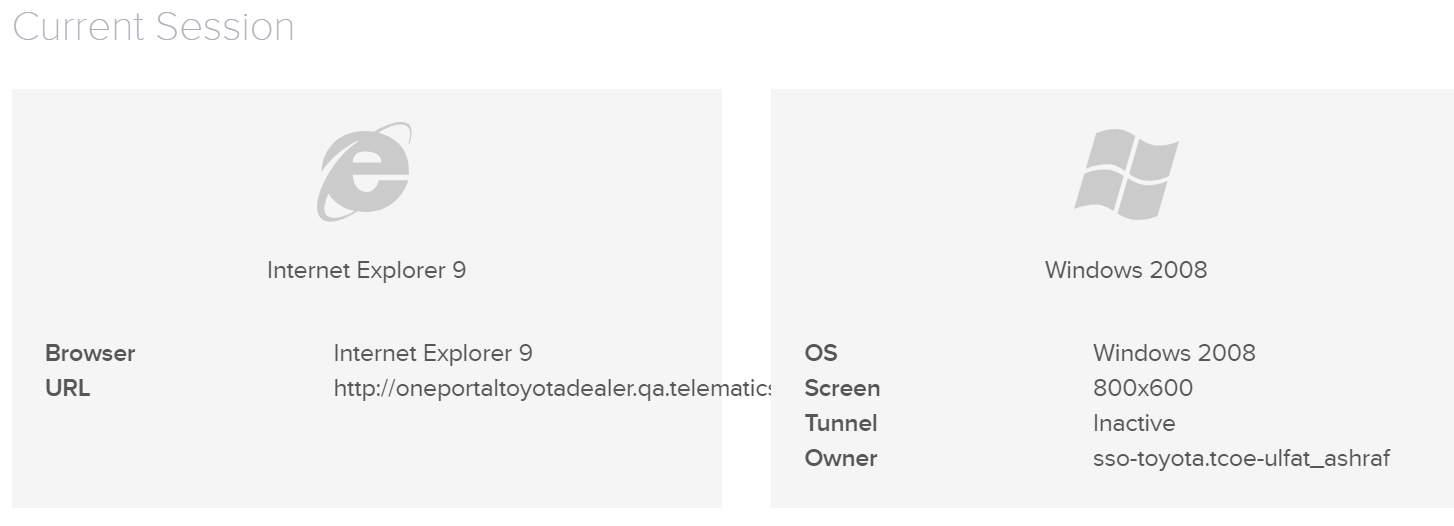 Current Session
Internet Explorer 9
Browser Internet Explorer 9
URL http://oneportaltoyotadealer.qa.telematics
Windows 2008
OS Windows 2008
Screen 800x600
Tunnel Inactive
Owner sso-toyota.tcoe-ulfat_ashraf